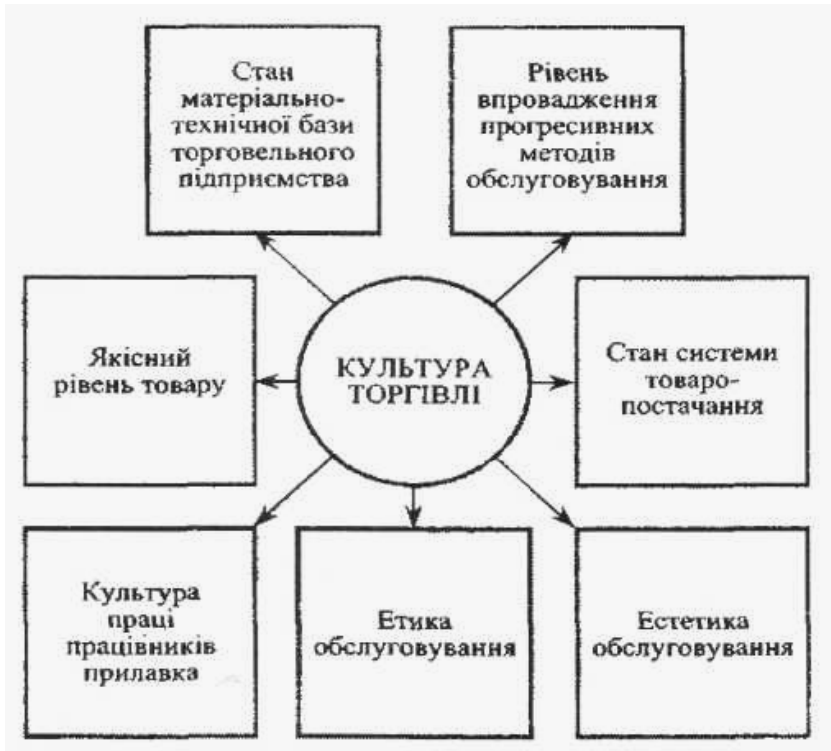 Стан
матеріально-
технічної бази
торговельного
підприємства
Рівень
впровадження
прогресивних
методів
обслуговування
Якісний
рівень товару
КУЛЬТУРА
ТОРГІВЛІ
Стан системи
товаро-
постачання
Культура
праці
працівників
прилавка
Етика
обслуговування
Естетика
обслуговування